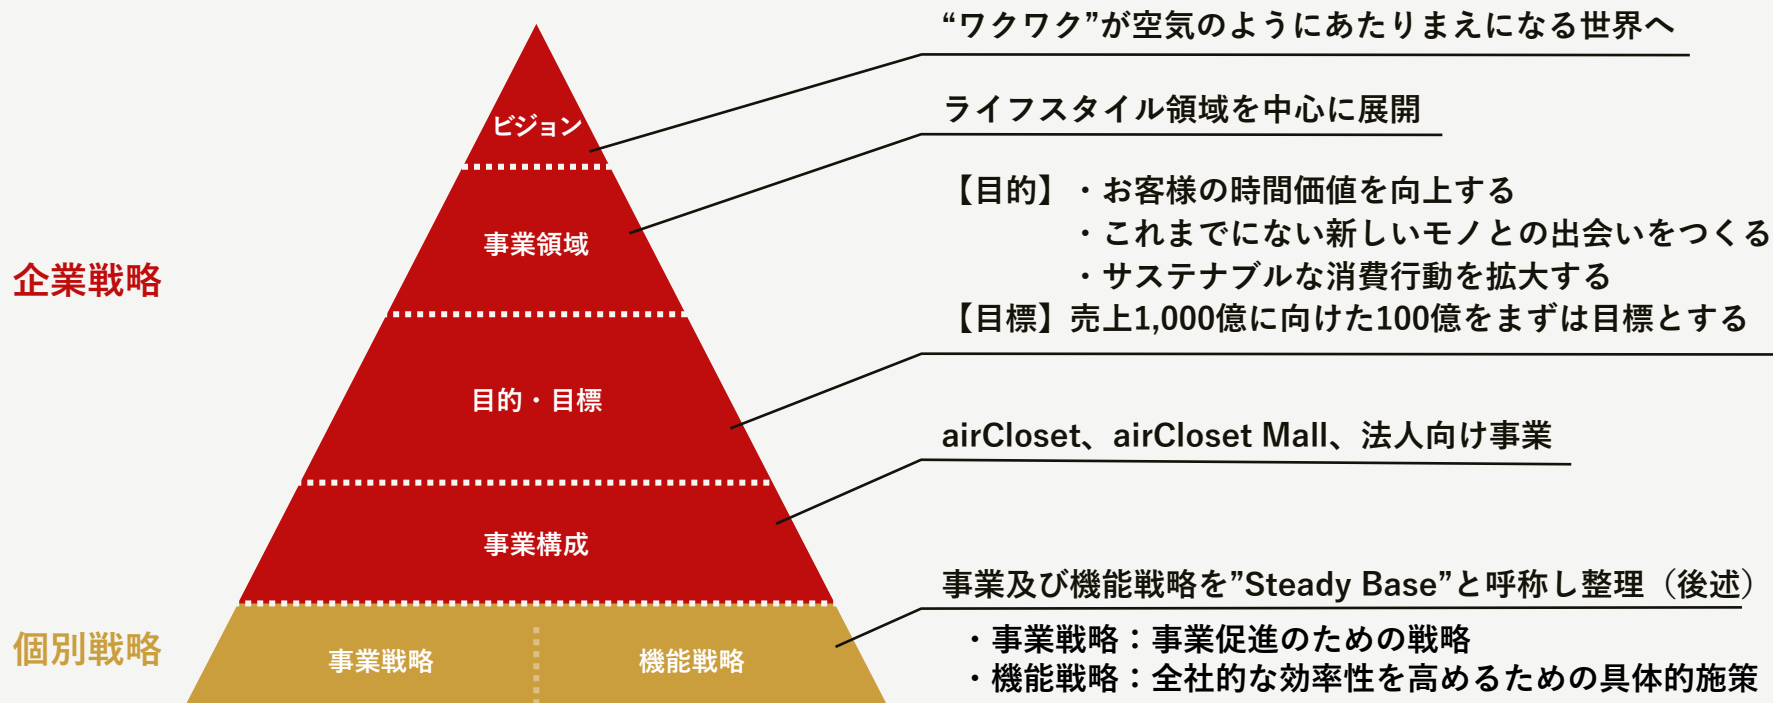 “ワクワク”が空気のようにあたりまえになる世界へ
ビジョン
ライフスタイル領域を中心に展開
事業領域
企業戦略
【目的】・お客様の時間価値を向上する
・これまでにない新しいモノとの出会いをつくる
・サステナブルな消費行動を拡大する
【目標】売上1,000億に向けた100億をまずは目標とする
目的・目標
airCloset、airCloset Mall、法人向け事業
事業構成
事業及び機能戦略を”Steady Base”と呼称し整理（後述）
・事業戦略：事業促進のための戦略
・機能戦略：全社的な効率性を高めるための具体的施策
個別戦略
事業戦略
機能戦略